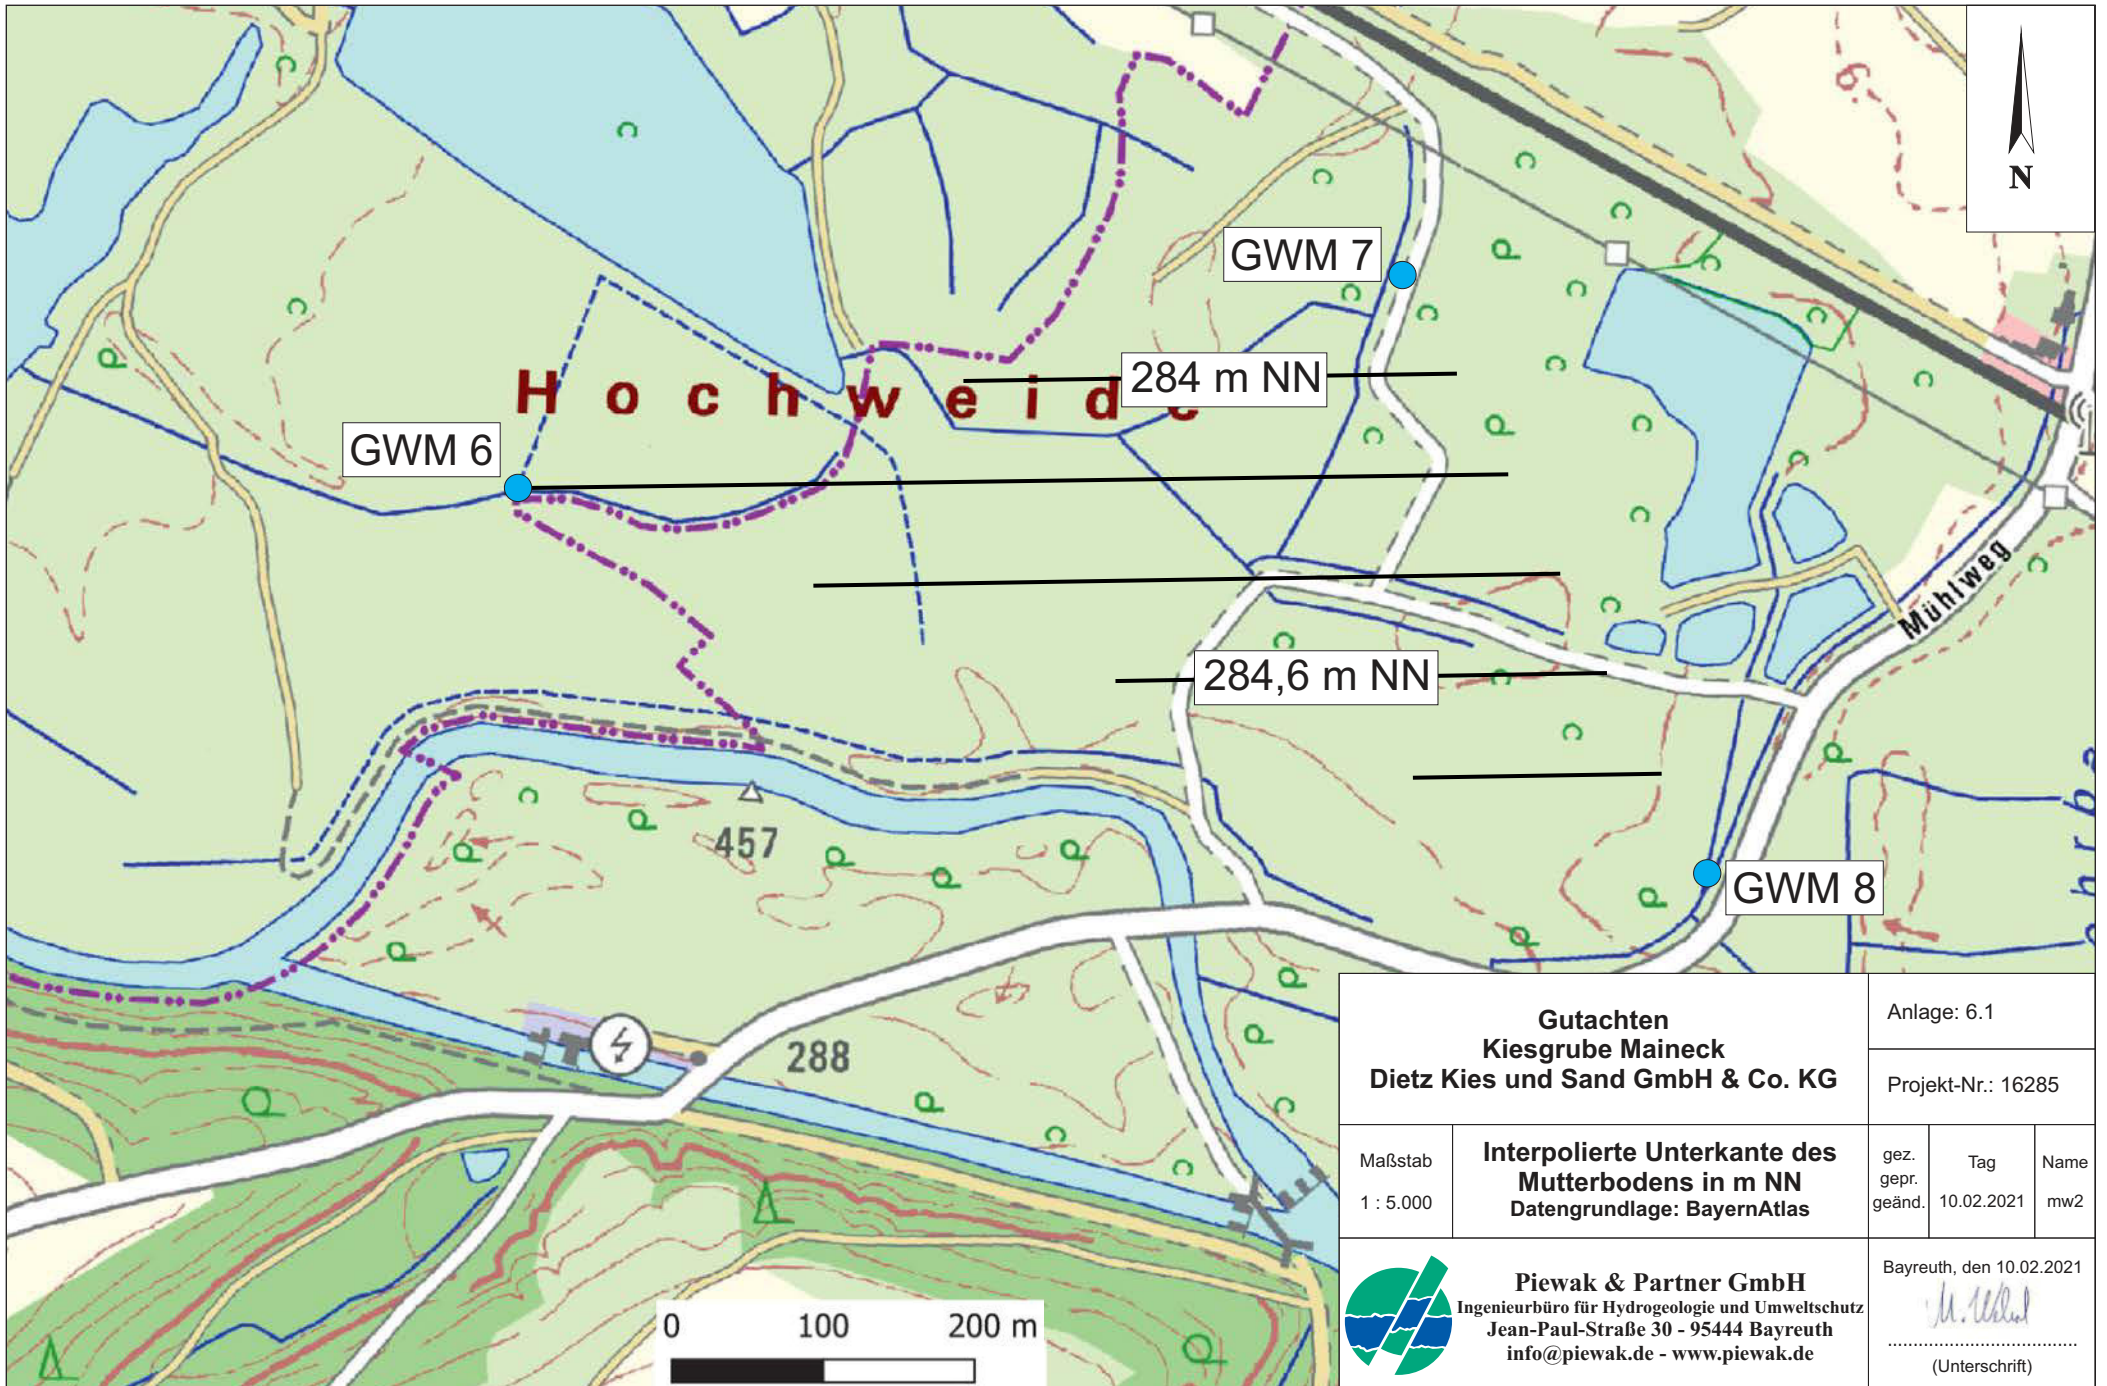 N
GWM 7
284 m NN
Hochweide
GWM 6
Mühlweg
284,6 m NN
457
GWM 8
288
Gutachten
Kiesgrube Maineck
Dietz Kies und Sand GmbH & Co. KG
Anlage: 6.1
Projekt-Nr.: 16285
Maßstab
1 : 5.000
Interpolierte Unterkante des
Mutterbodens in m NN
Datengrundlage: BayernAtlas
gez.
gepr.
geänd.
Tag
10.02.2021
Name
mw2
Piewak & Partner GmbH
Ingenieurbüro für Hydrogeologie und Umweltschutz
Jean-Paul-Straße 30 - 95444 Bayreuth
info@piewak.de - www.piewak.de
Bayreuth, den 10.02.2021
(Unterschrift)
0 100 200 m